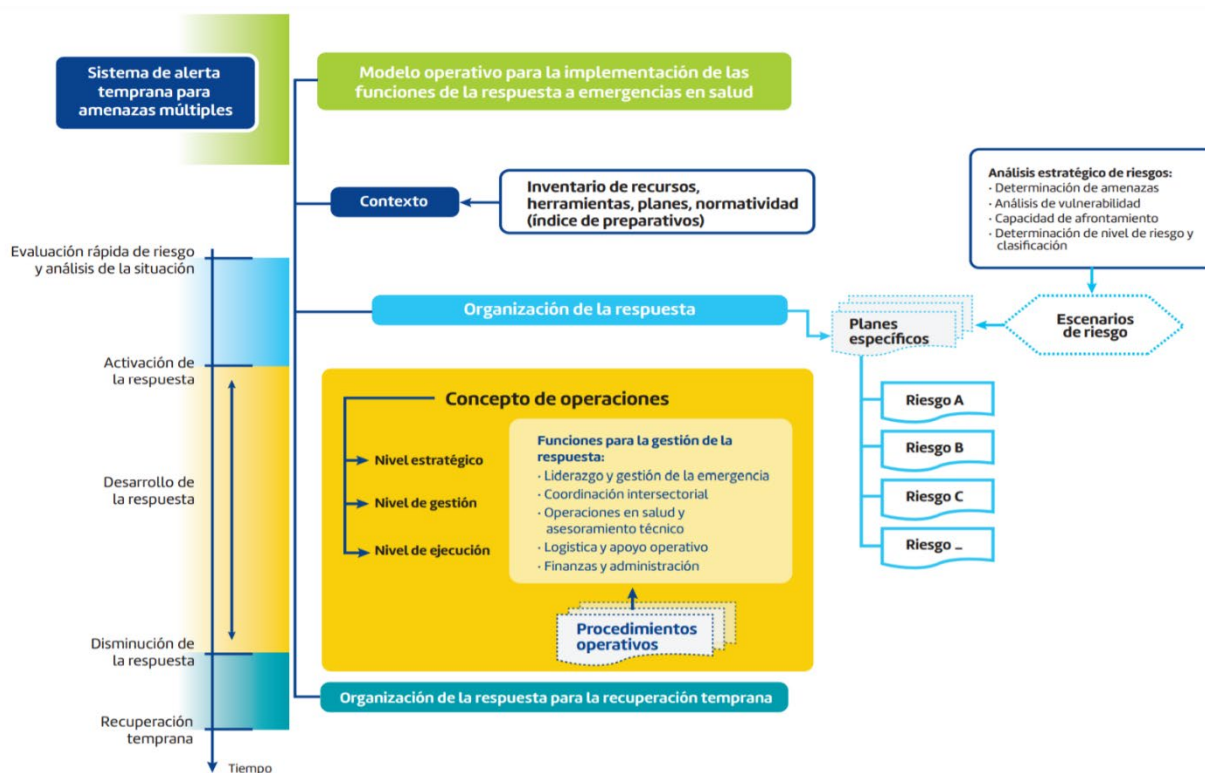 Sistema de alerta
temprana para
amenazas múltiples
Modelo operativo para la implementación de las
funciones de la respuesta a emergencias en salud
Contexto
Inventario de recursos,
herramientas, planes, normatividad
(índice de preparativos)
Análisis estratégico de riesgos:
· Determinación de amenazas
· Análisis de vulnerabilidad
· Capacidad de afrontamiento
· Determinación de nivel de riesgo y
clasificación
Evaluación rápida de riesgo
y análisis de la situación
Organización de la respuesta
Planes
específicos
Escenarios
de riesgo
Activación de
la respuesta
Riesgo A
Riesgo B
Riesgo C
Riesgo _
Concepto de operaciones
Nivel estratégico
Nivel de gestión
Nivel de ejecución
Funciones para la gestión de la
respuesta:
· Liderazgo y gestión de la emergencia
· Coordinación intersectorial
· Operaciones en salud y
asesoramiento técnico
· Logistica y apoyo operativo
· Finanzas y administración
Procedimientos
operativos
Desarrollo de
la respuesta
Disminución de
la respuesta
Organización de la respuesta para la recuperación temprana
Recuperación
temprana
Tiempo